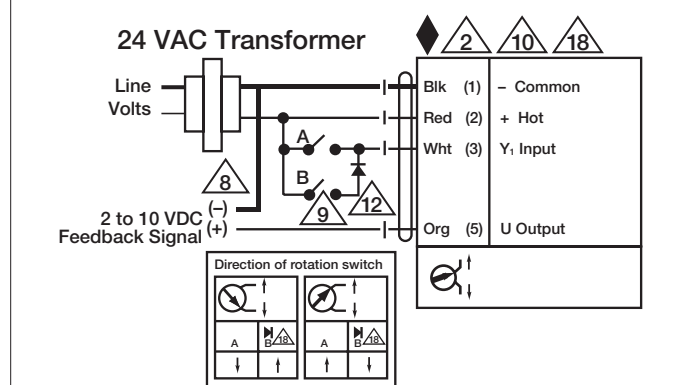 24 VAC Transformer
2 10 18
Line
Volts
Blk (1) – Common
Red (2) + Hot
A
Wht (3) Y₁ Input
B
8
9
12
2 to 10 VDC (–)
Feedback Signal (+)
Org (5) U Output
Direction of rotation switch
A B 18 A B 18